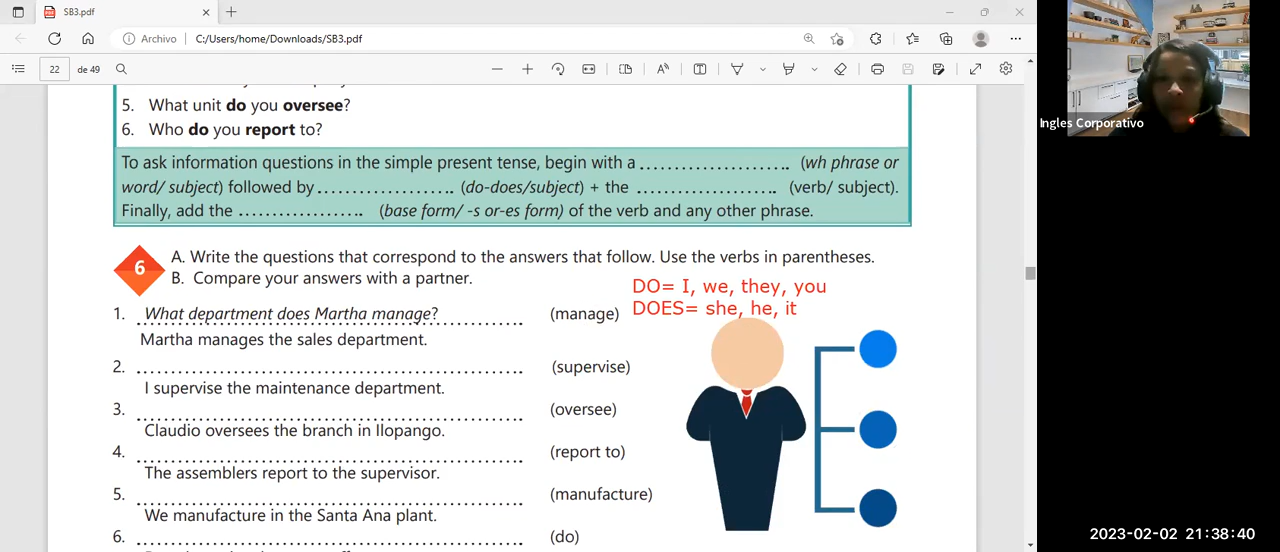 SB3.pdf
Archivo C:/Users/home/Downloads/SB3.pdf
22 de 49
5. What unit do you oversee?
6. Who do you report to?
To ask information questions in the simple present tense, begin with a ........................ (wh phrase or
word/ subject) followed by ..................... (do-does/subject) + the ..................... (verb/ subject).
Finally, add the ................... (base form/ -s or-es form) of the verb and any other phrase.
6
A. Write the questions that correspond to the answers that follow. Use the verbs in parentheses.
B. Compare your answers with a partner.
DO= I, we, they, you
DOES= she, he, it
1. What department does Martha manage? (manage)
Martha manages the sales department.
2. (supervise)
I supervise the maintenance department.
3. (oversee)
Claudio oversees the branch in Ilopango.
4. (report to)
The assemblers report to the supervisor.
5. (manufacture)
We manufacture in the Santa Ana plant.
6. (do)
Ingles Corporativo
2023-02-02 21:38:40